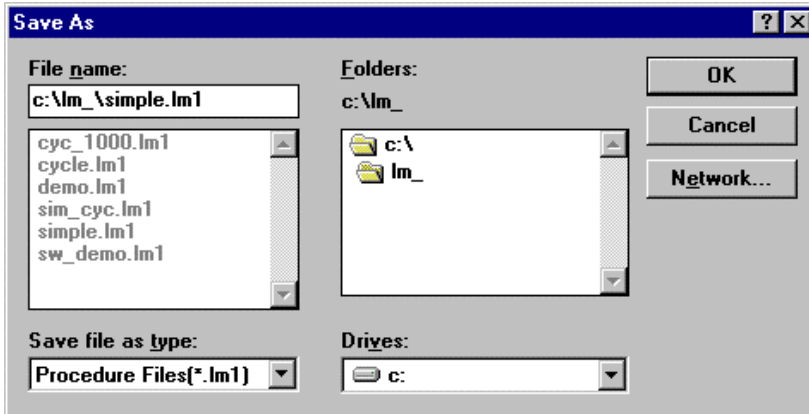 Save As
File name:
c:\lm_\simple.lm1
cyc_1000.lm1
cycle.lm1
demo.lm1
sim_cyc.lm1
simple.lm1
sw_demo.lm1
Save file as type:
Procedure Files(*.lm1)
Folders:
c:\lm_
c:\
lm_
Drives:
c:
OK
Cancel
Network...